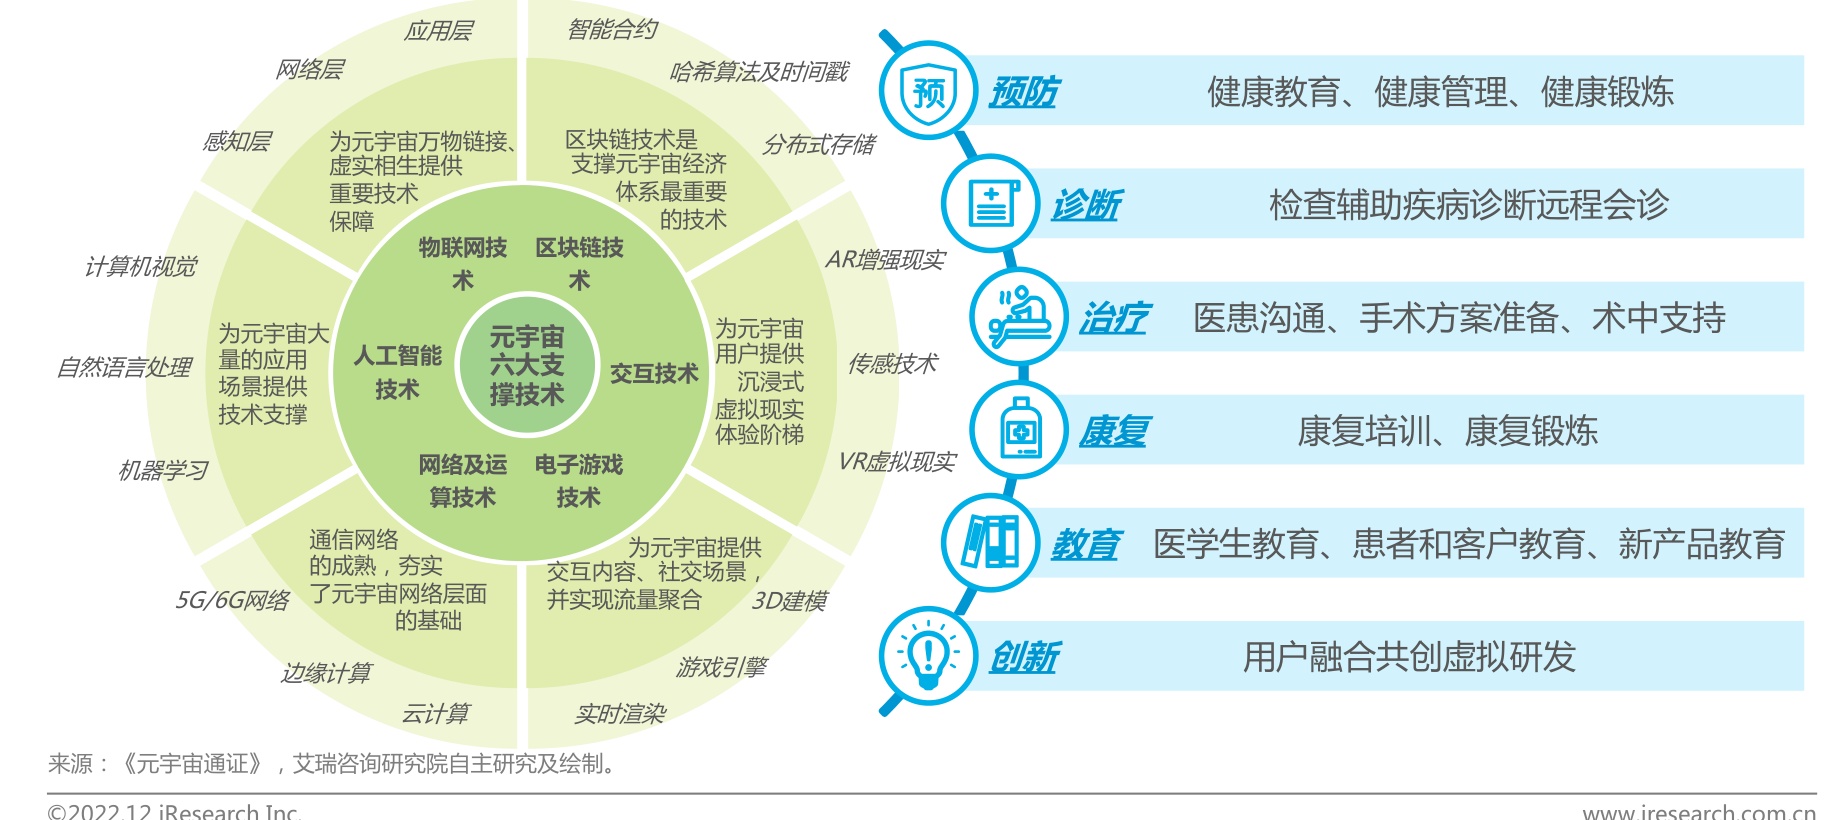 应用层
网络层
感知层
为元宇宙万物链接、
虚实相生提供
重要技术
保障
智能合约
哈希算法及时间戳
分布式存储
区块链技术是
支撑元宇宙经济
体系最重要
的技术
计算机视觉
自然语言处理
机器学习
为元宇宙大
量的应用
场景提供
技术支撑
物联网技
术
区块链技
术
人工智能
技术
元宇宙
六大支
撑技术
交互技术
网络及运
算技术
电子游戏
技术
为元宇宙
用户提供
沉浸式
虚拟现实
体验阶梯
AR增强现实
传感技术
VR虚拟现实
通信网络
的成熟，夯实
了元宇宙网络层面
的基础
5G/6G网络
边缘计算
云计算
为元宇宙提供
交互内容、社交场景，
并实现流量聚合
3D建模
游戏引擎
实时渲染
预
预防 健康教育、健康管理、健康锻炼
诊断 检查辅助疾病诊断远程会诊
治疗 医患沟通、手术方案准备、术中支持
康复 康复培训、康复锻炼
教育 医学生教育、患者和客户教育、新产品教育
创新 用户融合共创虚拟研发
来源：《元宇宙通证》，艾瑞咨询研究院自主研究及绘制。
©2022.12 iResearch Inc.
www.iresearch.com.cn